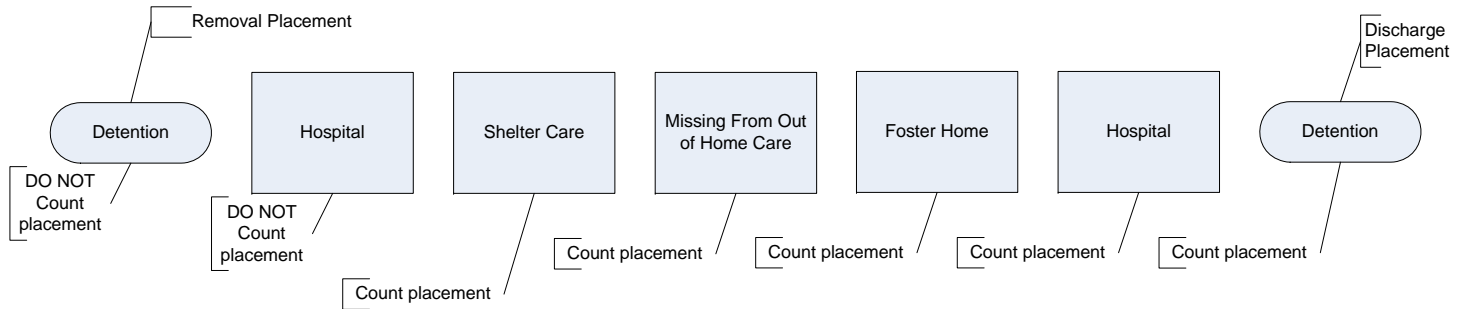 Removal Placement
Discharge
Placement
Detention
Hospital
Shelter Care
Missing From Out
of Home Care
Foster Home
Hospital
Detention
DO NOT
Count
placement
DO NOT
Count
placement
Count placement
Count placement
Count placement
Count placement
Count placement